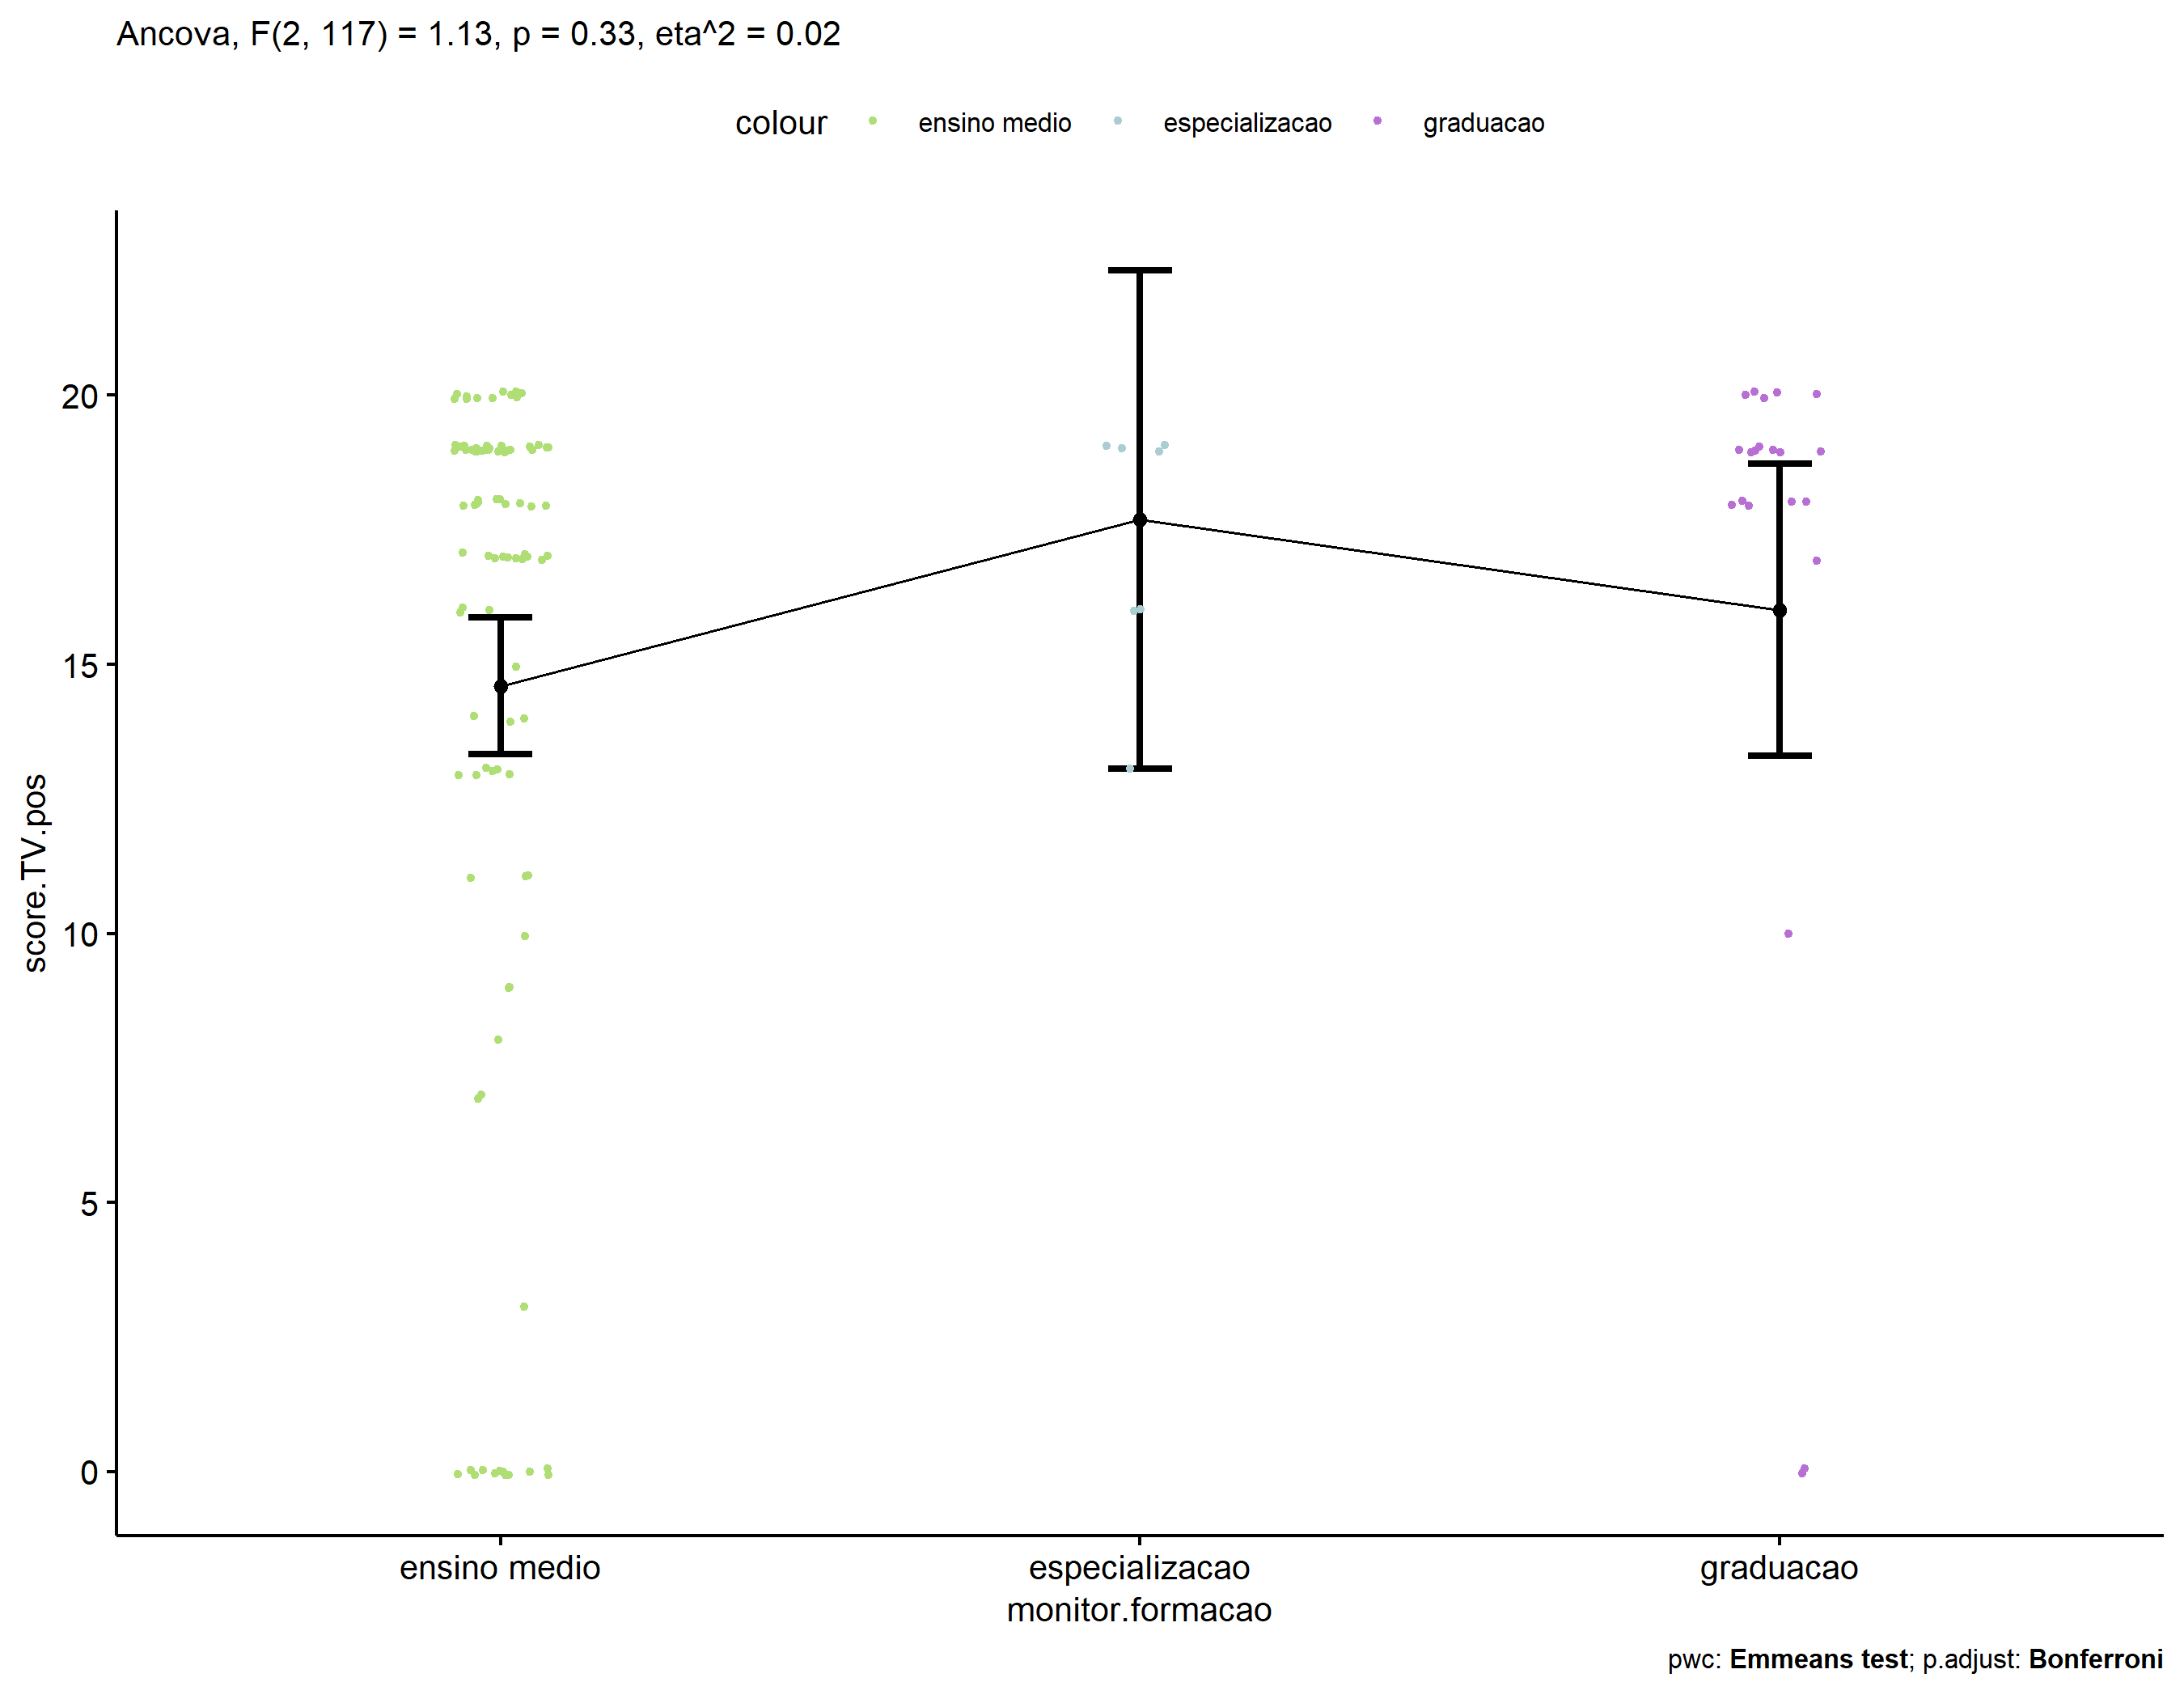 Ancova, F(2, 117) = 1.13, p = 0.33, eta^2 = 0.02
colour ensino medio especializacao graduacao
20
15
10
5
0
score.TV.pos
ensino medio especializacao graduacao
monitor.formacao
pwc: Emmeans test; p.adjust: Bonferroni